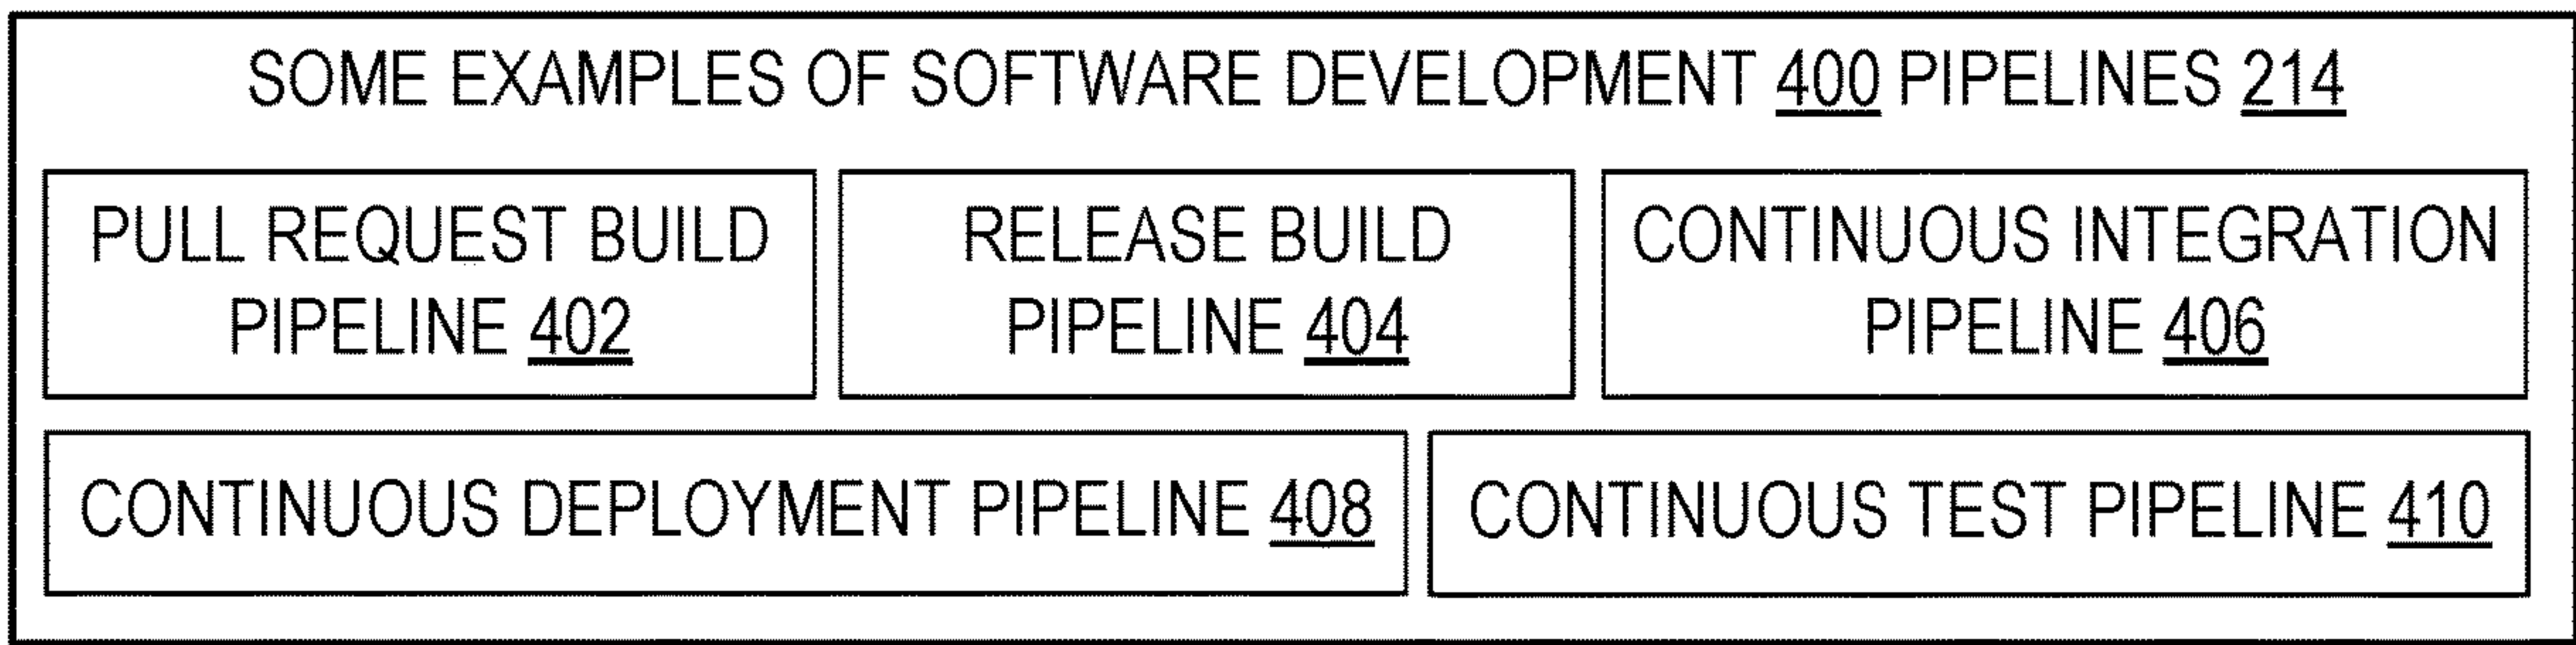 SOME EXAMPLES OF SOFTWARE DEVELOPMENT 400 PIPELINES 214
PULL REQUEST BUILD
PIPELINE 402
RELEASE BUILD
PIPELINE 404
CONTINUOUS INTEGRATION
PIPELINE 406
CONTINUOUS DEPLOYMENT PIPELINE 408
CONTINUOUS TEST PIPELINE 410